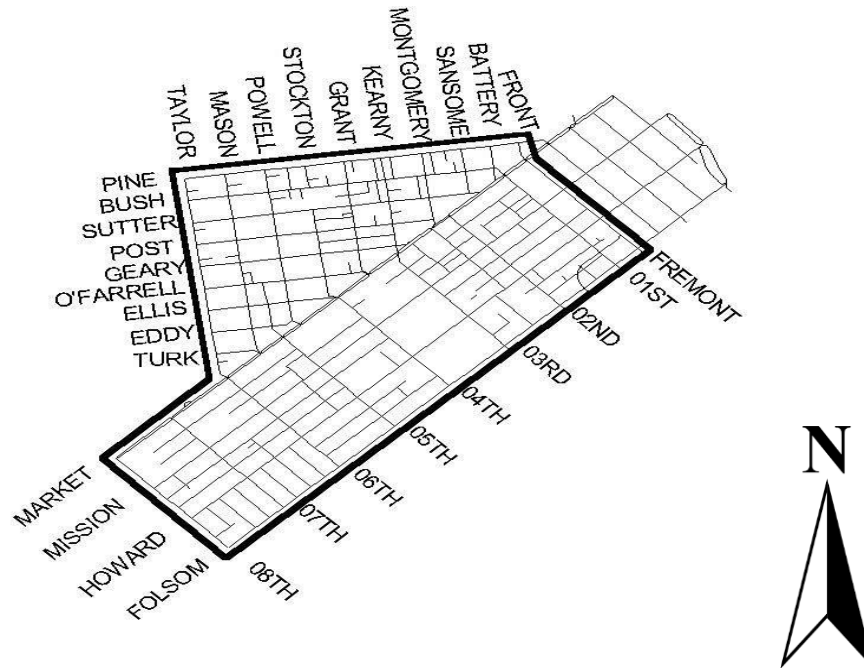 TAYLOR
MASON
POWELL
STOCKTON
GRANT
KEARNY
MONTGOMERY
SANSOME
BATTERY
FRONT
PINE
BUSH
SUTTER
POST
GEARY
O'FARRELL
ELLIS
EDDY
TURK
MARKET
MISSION
HOWARD
FOLSOM
08TH
07TH
06TH
05TH
04TH
03RD
02ND
01ST
FREMONT
N